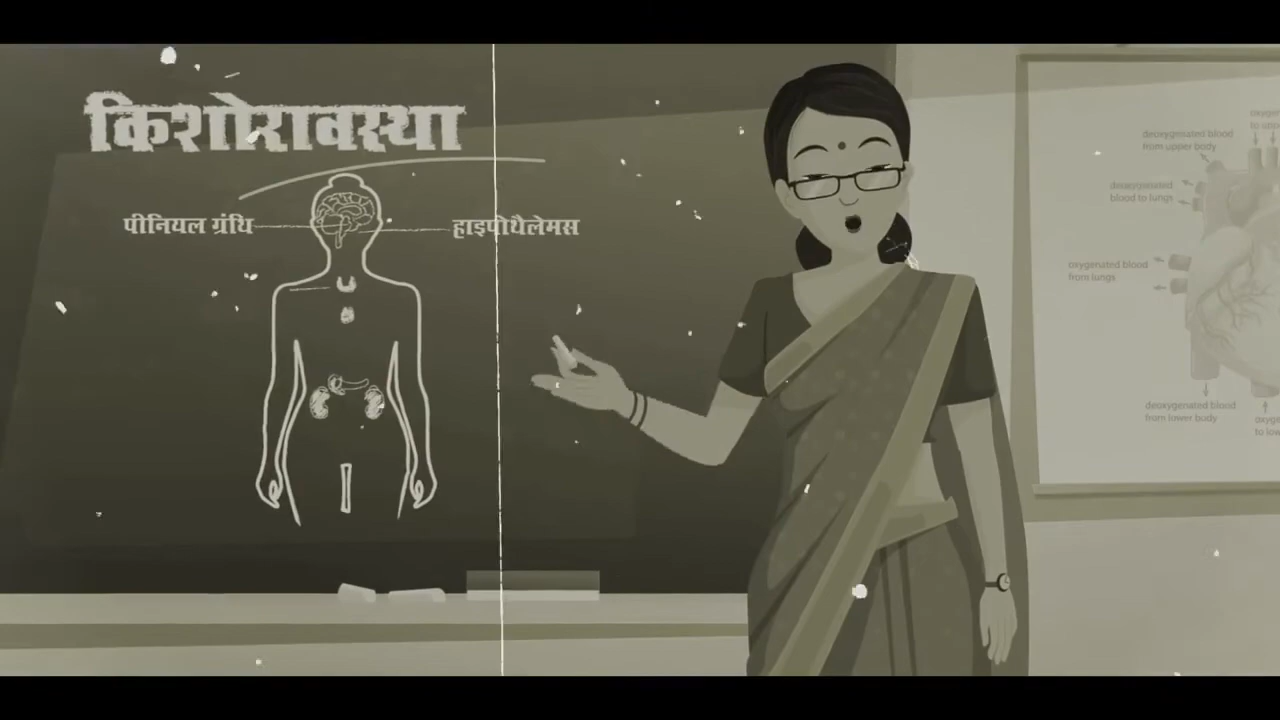 किशोरावस्था
पीनियल ग्रंथि
हाइपोथैलेमस
deoxygenated blood
from upper body
deoxygenated
blood to lungs
oxygenated blood
from lungs
deoxygenated blood
from lower body